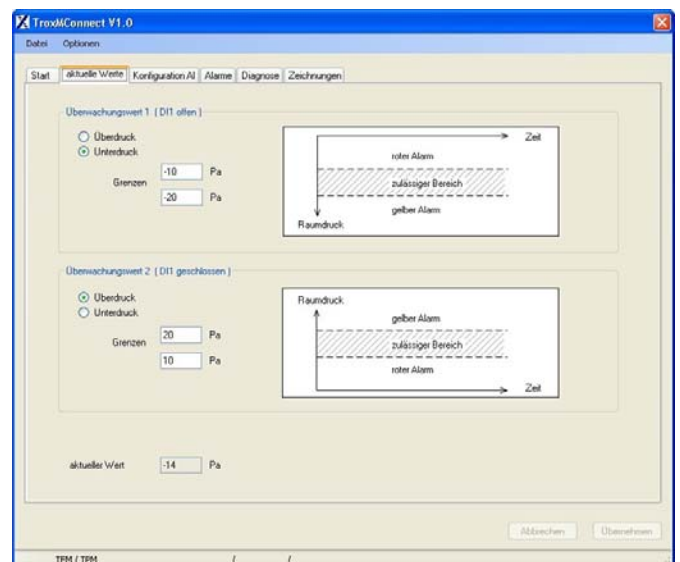 TroxMConnect V1.0
Datei Optionen
Start aktuelle Werte Konfiguration AI Alarme Diagnose Zeichnungen
Überwachungswert 1 ( DI1 offen )
Überdruck
Unterdruck
Grenzen -10 Pa
-20 Pa
Zeit
roter Alarm
zulässiger Bereich
gelber Alarm
Raumdruck
Überwachungswert 2 ( DI1 geschlossen )
Überdruck
Unterdruck
Grenzen 20 Pa
10 Pa
Raumdruck
gelber Alarm
zulässiger Bereich
roter Alarm
Zeit
aktueller Wert -14 Pa
Abbrechen Übernehmen
TFM / TPM / /